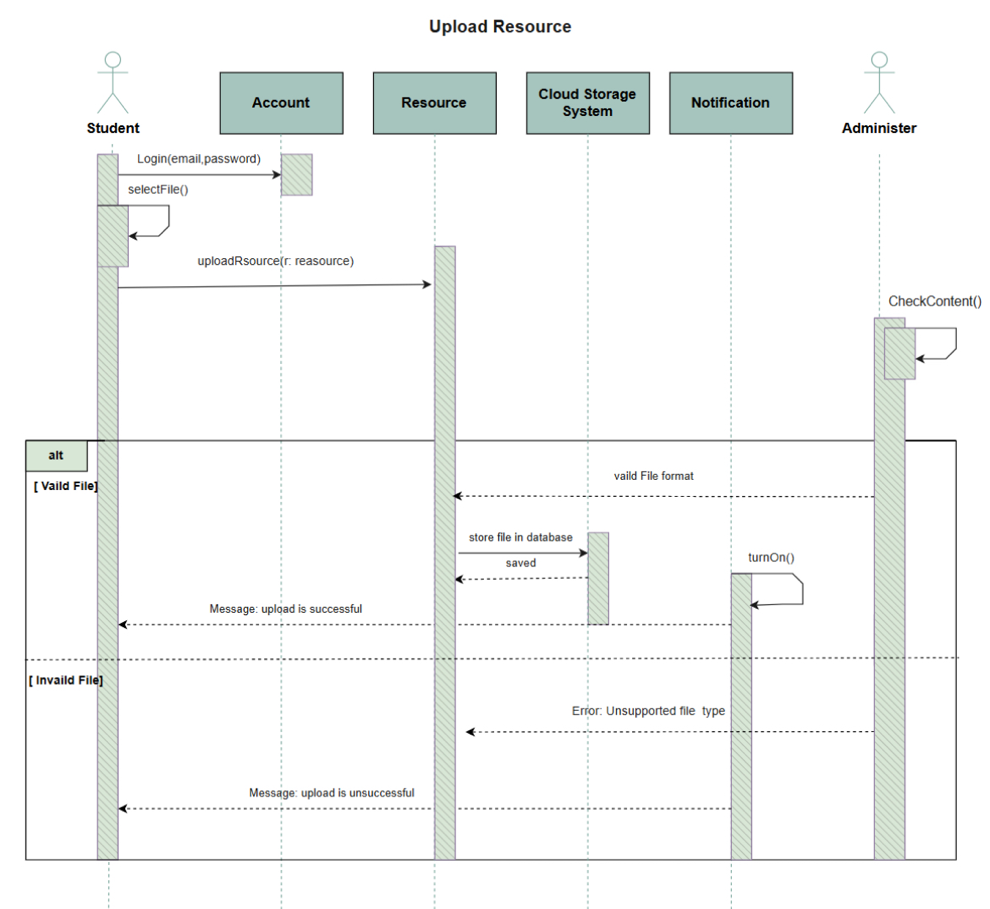 Upload Resource
Student
Account
Resource
Cloud Storage
System
Notification
Administer
Login(email,password)
selectFile()
uploadRsource(r: reasource)
CheckContent()
alt
[ Vaild File]
vaild File format
store file in database
saved
turnOn()
Message: upload is successful
[ Invaild File]
Error: Unsupported file type
Message: upload is unsuccessful